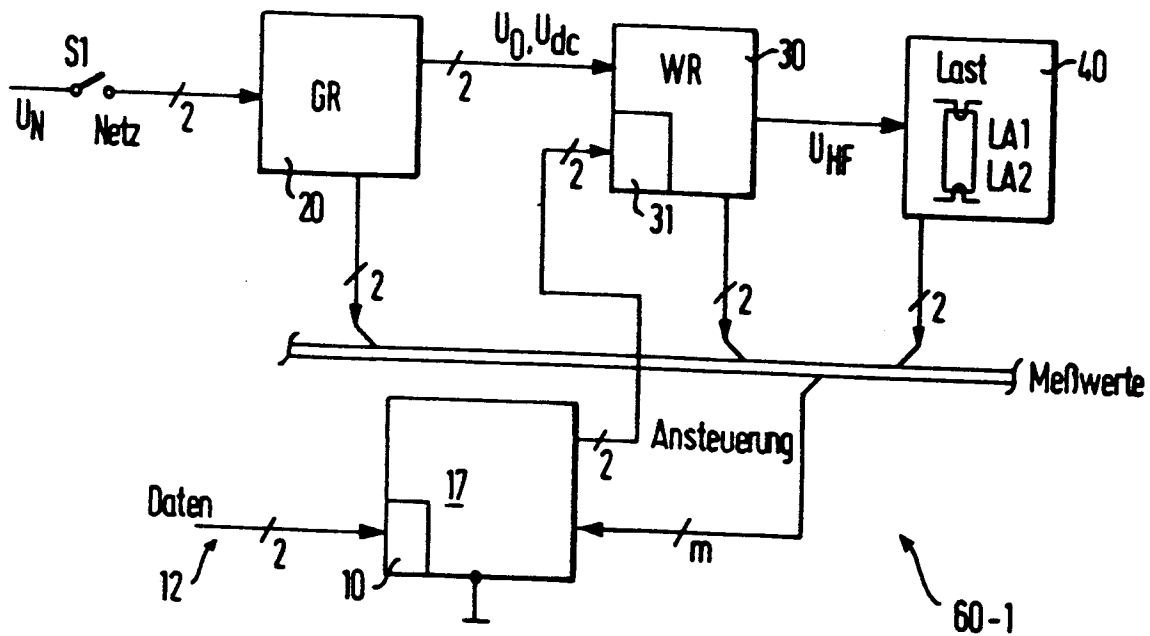 S1
U_N
Netz
2
GR
20
2
U_0, U_dc
2
WR
30
31
2
U_HF
Last
LA1
LA2
40
2
2
2
Meßwerte
Ansteuerung
2
17
Daten
2
12
10
m
60-1